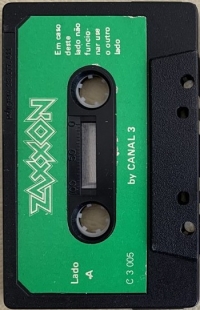 ZAXXON
Em caso
deste
lado não
funcio-
nar use
o outro
lado
Lado
A
by CANAL 3
C 3 005